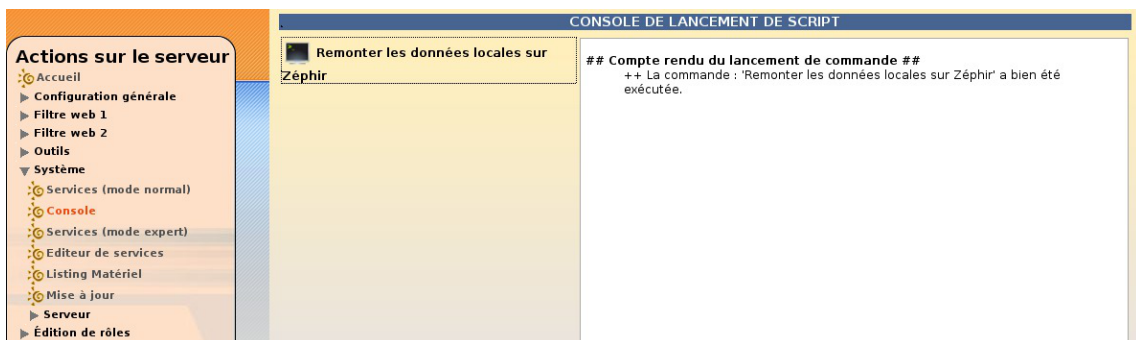 CONSOLE DE LANCEMENT DE SCRIPT
Actions sur le serveur
Accueil
Configuration générale
Filtre web 1
Filtre web 2
Outils
Système
Services (mode normal)
Console
Services (mode expert)
Editeur de services
Listing Matériel
Mise à jour
Serveur
Édition de rôles
Remonter les données locales sur
Zéphir
## Compte rendu du lancement de commande ##
++ La commande : 'Remonter les données locales sur Zéphir' a bien été
exécutée.